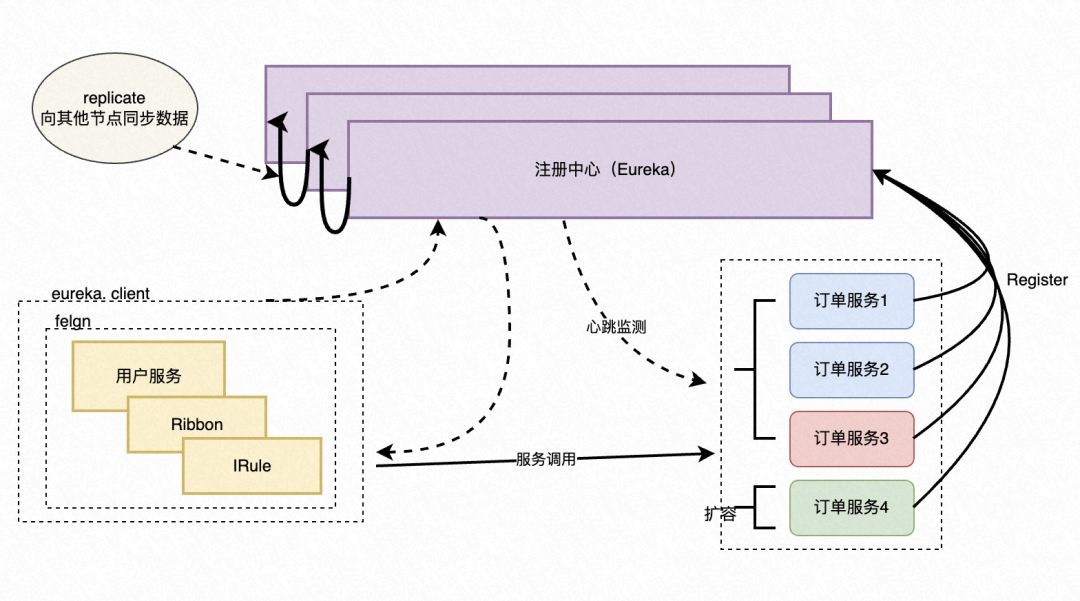 replicate
向其他节点同步数据
注册中心（Eureka）
eureka. client
felgn
用户服务
Ribbon
IRule
心跳监测
服务调用
订单服务1
订单服务2
订单服务3
订单服务4
扩容
Register